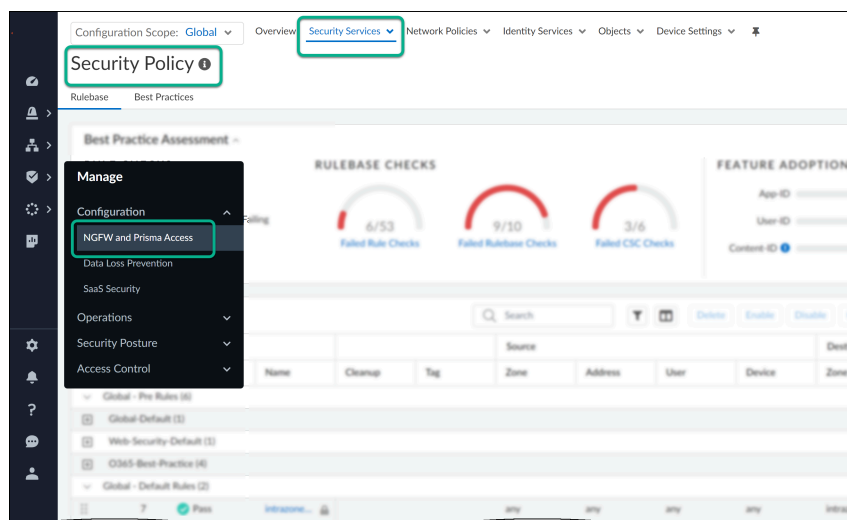 Configuration Scope: Global
Overview
Security Services
Network Policies
Identity Services
Objects
Device Settings
Security Policy
Rulebase
Best Practices
Best Practice Assessment
RULEBASE CHECKS
FEATURE ADOPTION
Manage
Configuration
NGFW and Prisma Access
Data Loss Prevention
SaaS Security
Operations
Security Posture
Access Control
Failing
6/53
Failed Rule Checks
9/10
Failed Rulebase Checks
3/6
Failed CSC Checks
App-ID
User-ID
Content-ID
Search
Delete
Enable
Disable
Source
Dest
Name
Cleanup
Tag
Zone
Address
User
Device
Zone
Global - Pre Rules (6)
Global-Default (1)
Web-Security-Default (1)
O365-Best-Practice (4)
Global - Default Rules (2)
7 Pass intrazone... any any any any intra